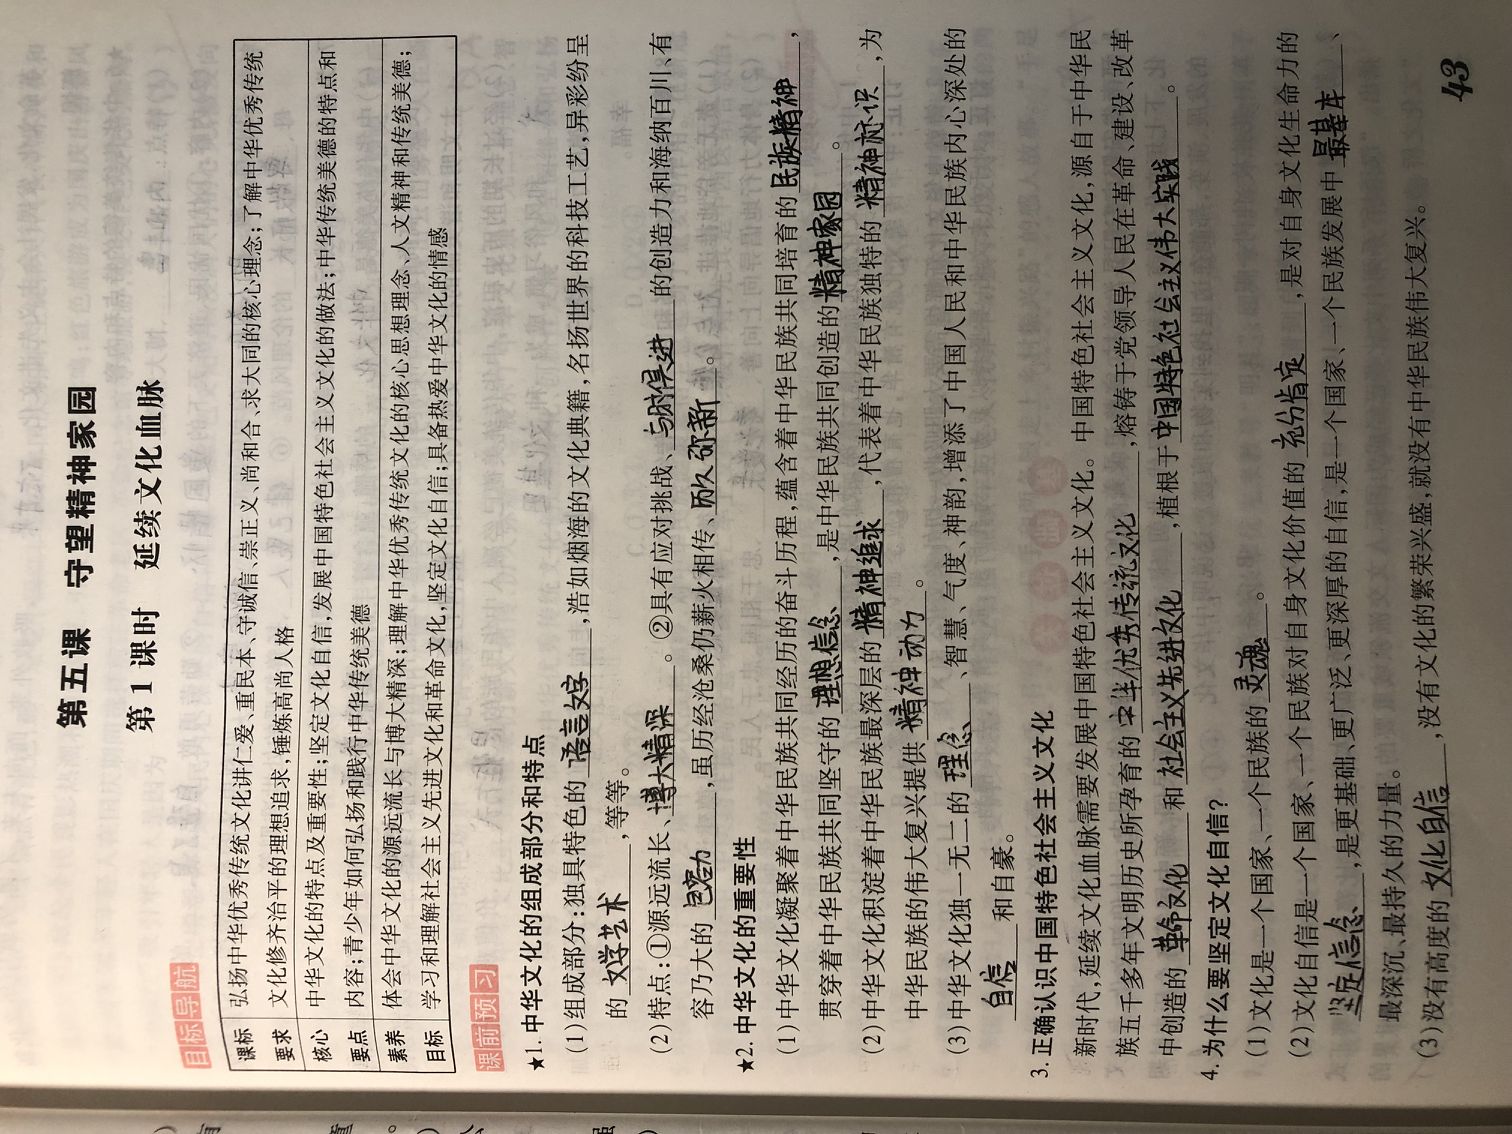 第五课 守望精神家园
第1课时 延续文化血脉
目标导航
课标要求 弘扬中华优秀传统文化讲仁爱、重民本、守诚信、崇正义、尚和合、求大同的核心理念;了解中华优秀传统
文化修齐治平的理想追求,锤炼高尚人格
核心要点 中华文化的特点及重要性;坚定文化自信,发展中国特色社会主义文化的做法;中华传统美德的特点和
内容;青少年如何弘扬和践行中华传统美德
素养目标 体会中华文化的源远流长与博大精深;理解中华优秀传统文化的核心思想理念、人文精神和传统美德;
学习和理解社会主义先进文化和革命文化,坚定文化自信;具备热爱中华文化的情感
课前预习
★1. 中华文化的组成部分和特点
(1)组成部分:独具特色的 语言文字 ,浩如烟海的文化典籍,名扬世界的科技工艺,异彩纷呈
的 文学艺术 ,等等。
(2)特点:①源远流长、博大精深 。②具有应对挑战、与时俱进 的创造力和海纳百川、有
容乃大的 包容力 ,虽历经沧桑仍薪火相传、历久弥新 。
★2. 中华文化的重要性
(1)中华文化凝聚着中华民族共同经历的奋斗历程,蕴含着中华民族共同培育的 民族精神 ,
贯穿着中华民族共同坚守的 理想信念 ,是中华民族共同创造的 精神家园 。
(2)中华文化积淀着中华民族最深层的 精神追求 ,代表着中华民族独特的 精神标识 ,为
中华民族的伟大复兴提供 精神动力 。
(3)中华文化独一无二的 理念 、智慧、气度、神韵,增添了中国人民和中华民族内心深处的
自信 和自豪。
3. 正确认识中国特色社会主义文化
新时代,延续文化血脉需要发展中国特色社会主义文化。中国特色社会主义文化,源自于中华民
族五千多年文明历史所孕育的 中华优秀传统文化 ,熔铸于党领导人民在革命、建设、改革
中创造的 革命文化 和 社会主义先进文化 ,植根于 中国特色社会主义伟大实践 。
4. 为什么要坚定文化自信?
(1)文化是一个国家、一个民族的 灵魂 。
(2)文化自信是一个国家、一个民族对自身文化价值的 充分肯定 ,是对自身文化生命力的
坚定信念 ,是更基础、更广泛、更深厚的自信,是一个国家、一个民族发展中 最基本 、
最深沉、最持久的力量。
(3)没有高度的 文化自信 ,没有文化的繁荣兴盛,就没有中华民族伟大复兴。
43